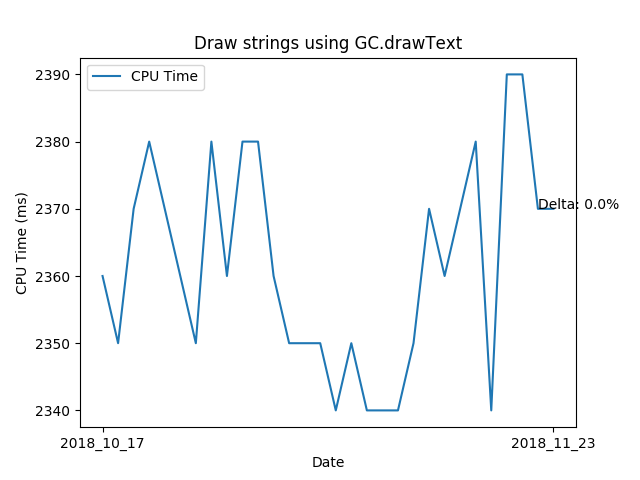 Draw strings using GC.drawText
CPU Time
2390
2380
2370
2360
2350
2340
CPU Time (ms)
Delta: 0.0%
2018_10_17
2018_11_23
Date